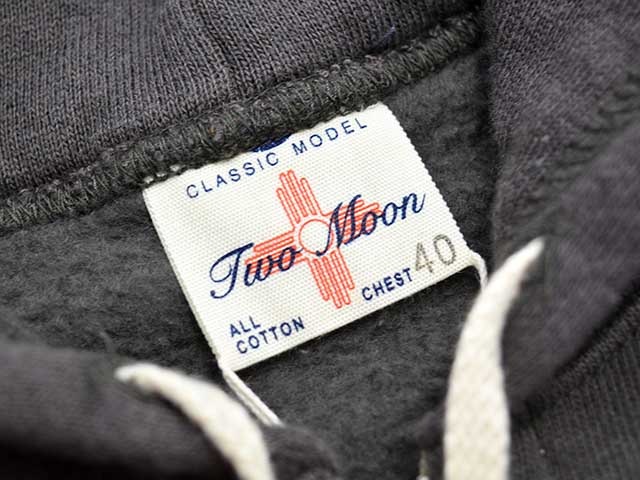 CLASSIC MODEL
Two Moon
ALL
COTTON
CHEST 40